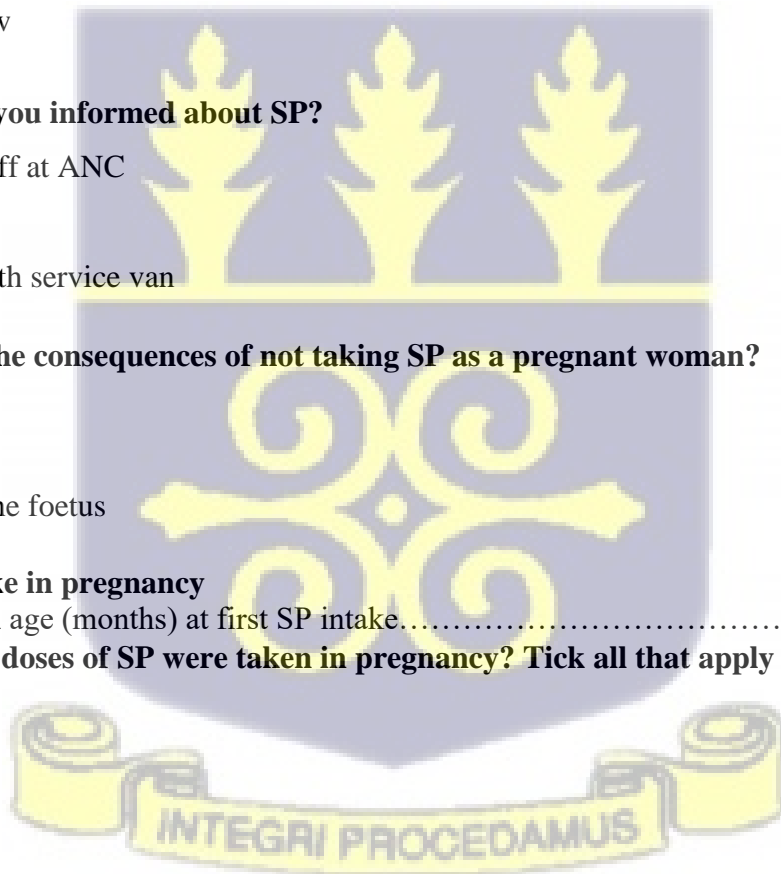 v
you informed about SP?
ff at ANC
th service van
he consequences of not taking SP as a pregnant woman?
ne foetus
ke in pregnancy
age (months) at first SP intake……………………………….
doses of SP were taken in pregnancy? Tick all that apply
INTEGRI PROCEDAMUS